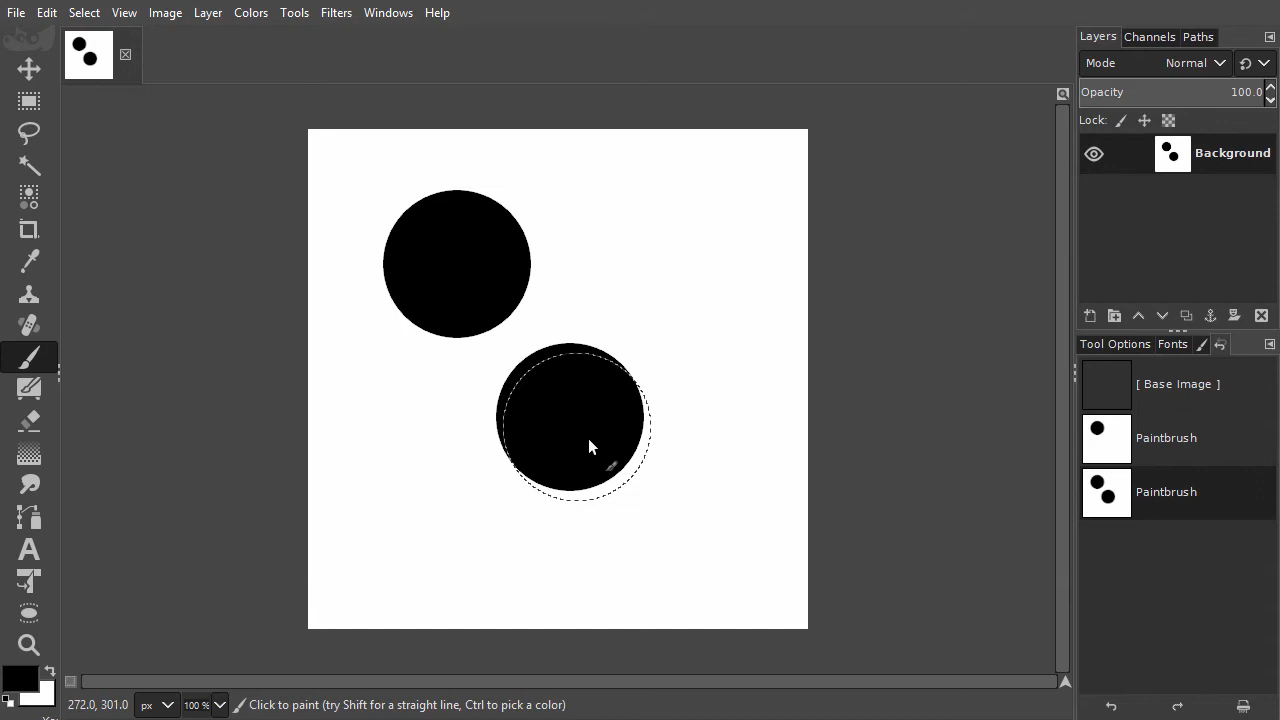 File Edit Select View Image Layer Colors Tools Filters Windows Help
Layers Channels Paths
Mode Normal
Opacity 100.0
Lock:
Background
Tool Options Fonts
[ Base Image ]
Paintbrush
Paintbrush
272.0, 301.0 px 100 % Click to paint (try Shift for a straight line, Ctrl to pick a color)